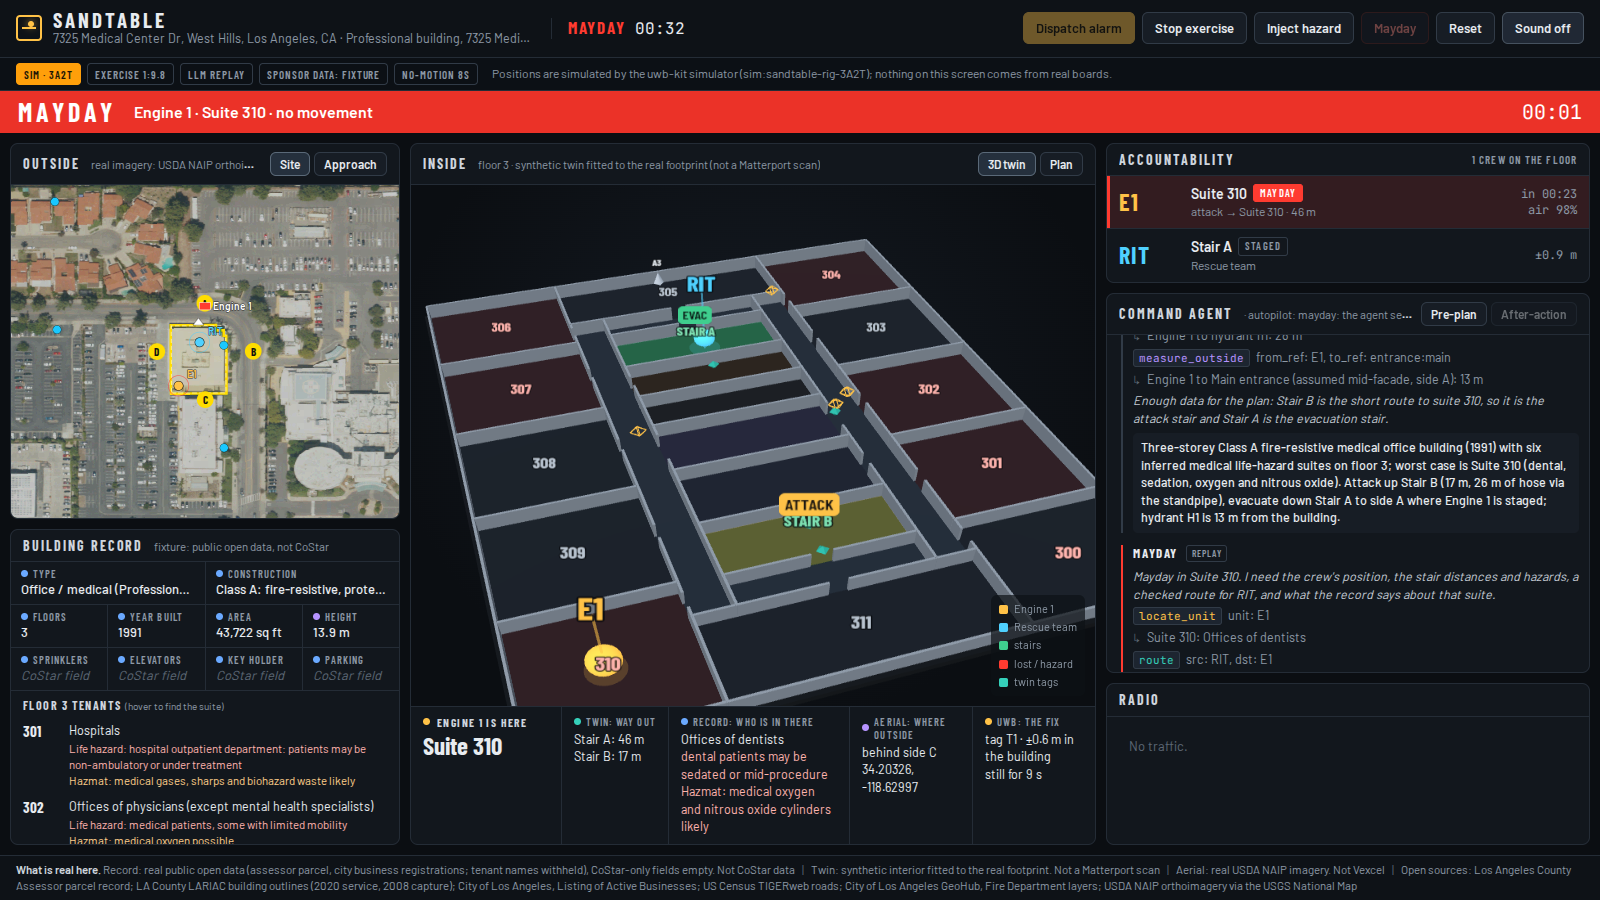 SANDTABLE
7325 Medical Center Dr, West Hills, Los Angeles, CA · Professional building, 7325 Medi...
MAYDAY 00:32
Dispatch alarm
Stop exercise
Inject hazard
Mayday
Reset
Sound off
SIM · 3A2T
EXERCISE 1:9.8
LLM REPLAY
SPONSOR DATA: FIXTURE
NO-MOTION 8S
Positions are simulated by the uwb-kit simulator (sim:sandtable-rig-3A2T); nothing on this screen comes from real boards.
MAYDAY Engine 1 · Suite 310 · no movement
00:01
OUTSIDE real imagery: USDA NAIP orthoi...
Site
Approach
Engine 1
RIT
D
B
E1
C
BUILDING RECORD fixture: public open data, not CoStar
TYPE
Office / medical (Profession...
CONSTRUCTION
Class A: fire-resistive, prote...
FLOORS
3
YEAR BUILT
1991
AREA
43,722 sq ft
HEIGHT
13.9 m
SPRINKLERS
CoStar field
ELEVATORS
CoStar field
KEY HOLDER
CoStar field
PARKING
CoStar field
FLOOR 3 TENANTS (hover to find the suite)
301 Hospitals
Life hazard: hospital outpatient department: patients may be
non-ambulatory or under treatment
Hazmat: medical gases, sharps and biohazard waste likely
302 Offices of physicians (except mental health specialists)
Life hazard: medical patients, some with limited mobility
Hazmat: medical oxygen possible
INSIDE floor 3 · synthetic twin fitted to the real footprint (not a Matterport scan)
3D twin
Plan
A3
304
305
RIT
EVAC
STAIR A
306
303
307
302
308
301
ATTACK
STAIR B
309
300
E1
311
310
Engine 1
Rescue team
stairs
lost / hazard
twin tags
ENGINE 1 IS HERE
Suite 310
TWIN: WAY OUT
Stair A: 46 m
Stair B: 17 m
RECORD: WHO IS IN THERE
Offices of dentists
dental patients may be
sedated or mid-procedure
Hazmat: medical oxygen
and nitrous oxide cylinders
likely
AERIAL: WHERE
OUTSIDE
behind side C
34.20326,
-118.62997
UWB: THE FIX
tag T1 · ±0.6 m in
the building
still for 9 s
ACCOUNTABILITY
1 CREW ON THE FLOOR
E1
Suite 310 MAYDAY
attack → Suite 310 · 46 m
in 00:23
air 98%
RIT
Stair A STAGED
Rescue team
±0.9 m
COMMAND AGENT · autopilot: mayday: the agent se...
Pre-plan
After-action
↳ Engine 1 to hydrant H1: 28 m
measure_outside from_ref: E1, to_ref: entrance:main
↳ Engine 1 to Main entrance (assumed mid-facade, side A): 13 m
Enough data for the plan: Stair B is the short route to suite 310, so it is the
attack stair and Stair A is the evacuation stair.
Three-storey Class A fire-resistive medical office building (1991) with six
inferred medical life-hazard suites on floor 3; worst case is Suite 310 (dental,
sedation, oxygen and nitrous oxide). Attack up Stair B (17 m, 26 m of hose via
the standpipe), evacuate down Stair A to side A where Engine 1 is staged;
hydrant H1 is 13 m from the building.
MAYDAY REPLAY
Mayday in Suite 310. I need the crew's position, the stair distances and hazards, a
checked route for RIT, and what the record says about that suite.
locate_unit unit: E1
↳ Suite 310: Offices of dentists
route src: RIT, dst: E1
RADIO
No traffic.
What is real here. Record: real public open data (assessor parcel, city business registrations; tenant names withheld), CoStar-only fields empty. Not CoStar data | Twin: synthetic interior fitted to the real footprint. Not a Matterport scan | Aerial: real USDA NAIP imagery. Not Vexcel | Open sources: Los Angeles County
Assessor parcel record; LA County LARIAC building outlines (2020 service, 2008 capture); City of Los Angeles, Listing of Active Businesses; US Census TIGERweb roads; City of Los Angeles GeoHub, Fire Department layers; USDA NAIP orthoimagery via the USGS National Map